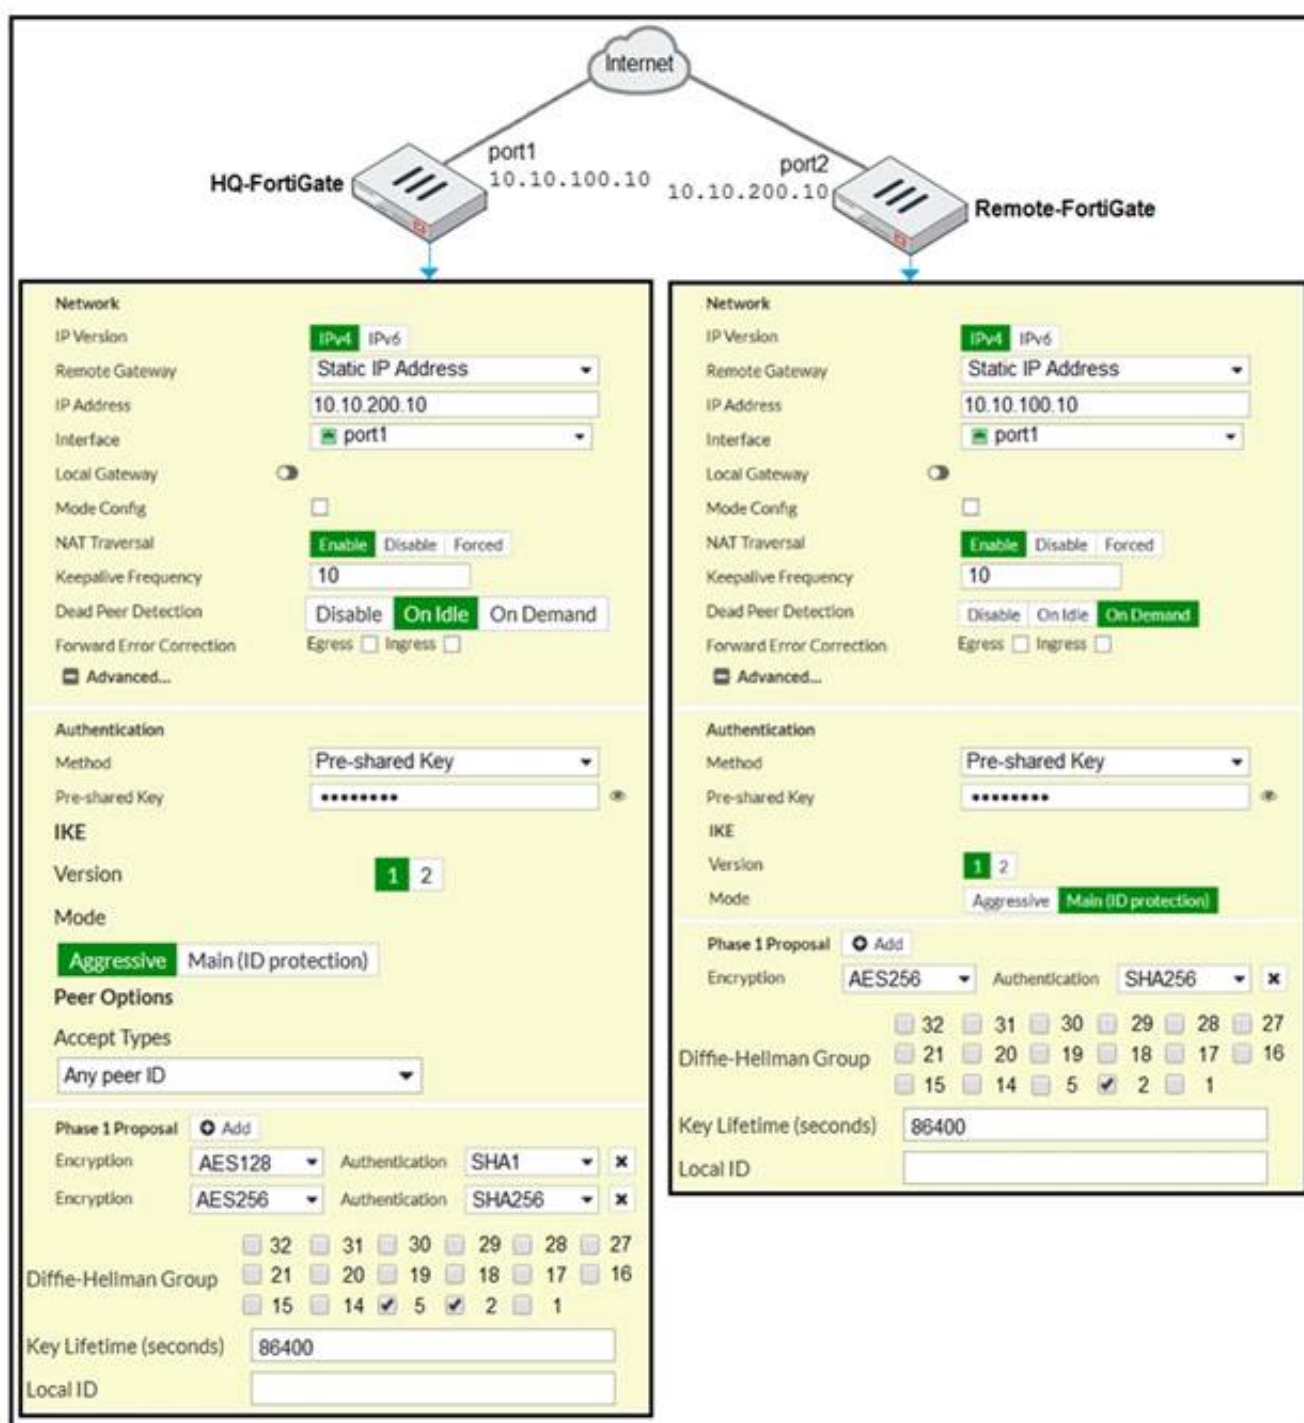 Internet
port1
10.10.100.10
HQ-FortiGate
port2
10.10.200.10
Remote-FortiGate
Network
IP Version IPv4 IPv6
Remote Gateway Static IP Address
IP Address 10.10.200.10
Interface port1
Local Gateway
Mode Config
NAT Traversal Enable Disable Forced
Keepalive Frequency 10
Dead Peer Detection Disable On Idle On Demand
Forward Error Correction Egress Ingress
Advanced...
Authentication
Method Pre-shared Key
Pre-shared Key ••••••••
IKE
Version 1 2
Mode
Aggressive Main (ID protection)
Peer Options
Accept Types
Any peer ID
Phase 1 Proposal Add
Encryption AES128 Authentication SHA1
Encryption AES256 Authentication SHA256
32 31 30 29 28 27
Diffie-Hellman Group 21 20 19 18 17 16
15 14 5 2 1
Key Lifetime (seconds) 86400
Local ID
Network
IP Version IPv4 IPv6
Remote Gateway Static IP Address
IP Address 10.10.100.10
Interface port1
Local Gateway
Mode Config
NAT Traversal Enable Disable Forced
Keepalive Frequency 10
Dead Peer Detection Disable On Idle On Demand
Forward Error Correction Egress Ingress
Advanced...
Authentication
Method Pre-shared Key
Pre-shared Key ••••••••
IKE
Version 1 2
Mode Aggressive Main (ID protection)
Phase 1 Proposal Add
Encryption AES256 Authentication SHA256
32 31 30 29 28 27
Diffie-Hellman Group 21 20 19 18 17 16
15 14 5 2 1
Key Lifetime (seconds) 86400
Local ID